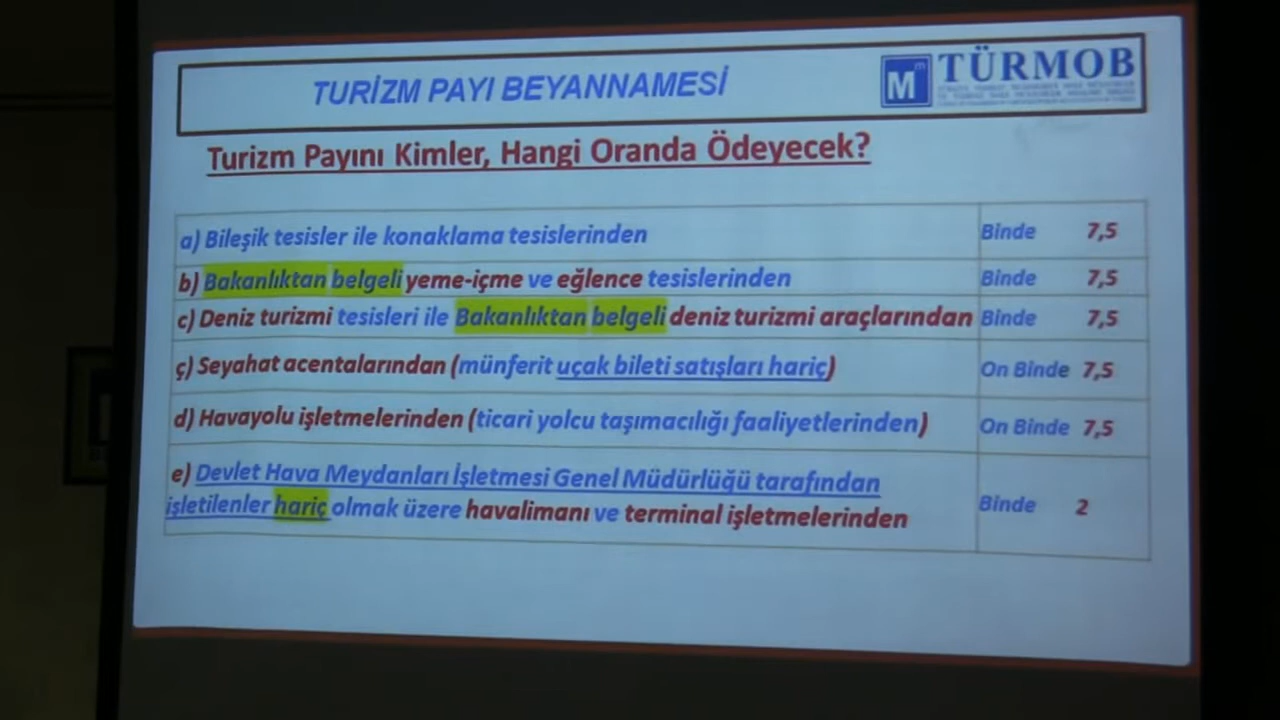 TURİZM PAYI BEYANNAMESİ
TÜRMOB
Turizm Payını Kimler, Hangi Oranda Ödeyecek?
a) Bileşik tesisler ile konaklama tesislerinden Binde 7,5
b) Bakanlıktan belgeli yeme-içme ve eğlence tesislerinden Binde 7,5
c) Deniz turizmi tesisleri ile Bakanlıktan belgeli deniz turizmi araçlarından Binde 7,5
ç) Seyahat acentalarından (münferit uçak bileti satışları hariç) On Binde 7,5
d) Havayolu işletmelerinden (ticari yolcu taşımacılığı faaliyetlerinden) On Binde 7,5
e) Devlet Hava Meydanları İşletmesi Genel Müdürlüğü tarafından
işletilenler hariç olmak üzere havalimanı ve terminal işletmelerinden Binde 2